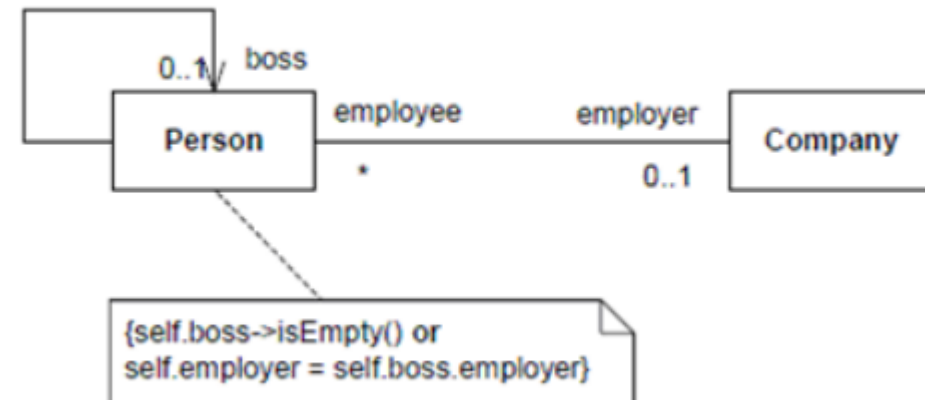 0..1 boss
employee
employer
Person
Company
*
0..1
{self.boss->isEmpty() or
self.employer = self.boss.employer}